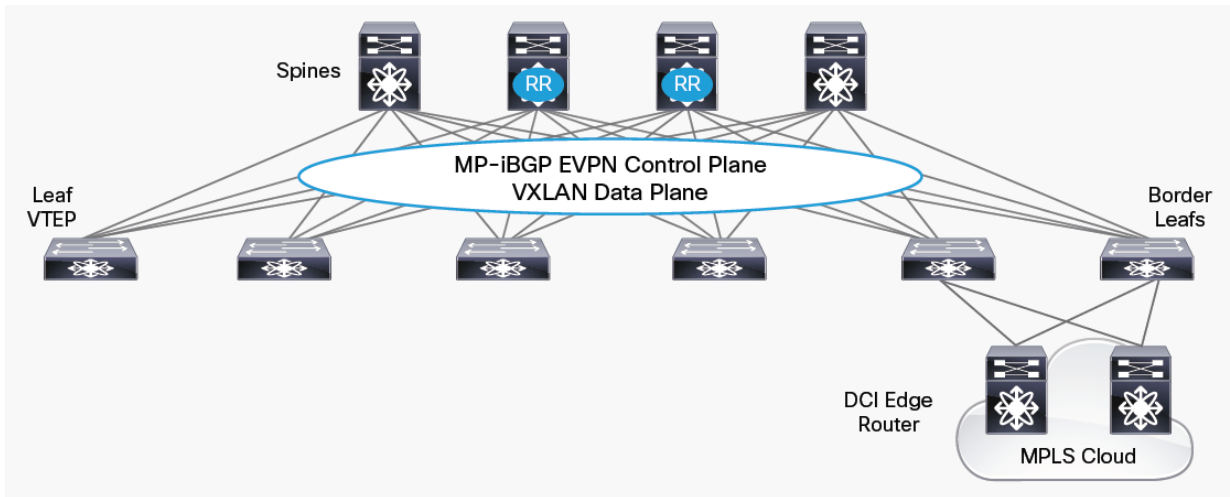 Spines
RR
RR
MP-iBGP EVPN Control Plane
VXLAN Data Plane
Leaf
VTEP
Border
Leafs
DCI Edge
Router
MPLS Cloud